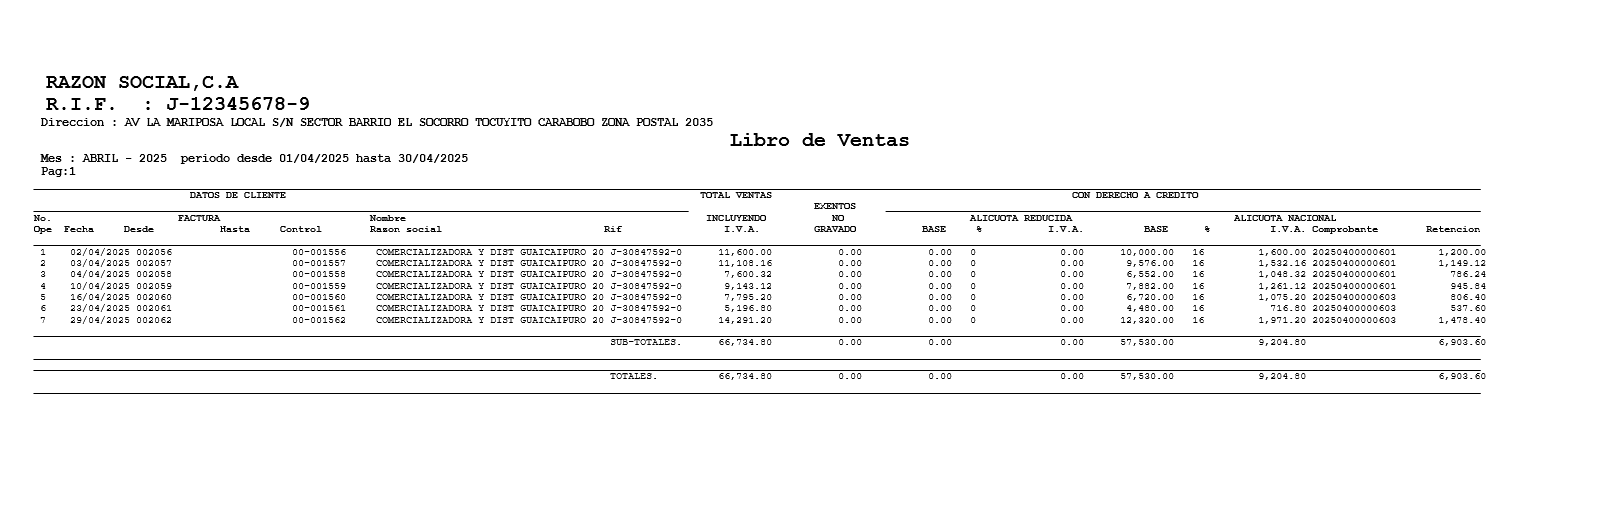 RAZON SOCIAL,C.A
R.I.F.  : J-12345678-9
Direccion : AV LA MARIPOSA LOCAL S/N SECTOR BARRIO EL SOCORRO TOCUYITO CARABOBO ZONA POSTAL 2035
Libro de Ventas
Mes : ABRIL - 2025  periodo desde 01/04/2025 hasta 30/04/2025
Pag:1
DATOS DE CLIENTE TOTAL VENTAS CON DERECHO A CREDITO
EXENTOS
No. FACTURA Nombre INCLUYENDO NO ALICUOTA REDUCIDA ALICUOTA NACIONAL
Ope Fecha Desde Hasta Control Razon social Rif I.V.A. GRAVADO BASE % I.V.A. BASE % I.V.A. Comprobante Retencion
1 02/04/2025 002056 00-001556 COMERCIALIZADORA Y DIST GUAICAIPURO 20 J-30847592-0 11,600.00 0.00 0.00 0 0.00 10,000.00 16 1,600.00 20250400000601 1,200.00
2 03/04/2025 002057 00-001557 COMERCIALIZADORA Y DIST GUAICAIPURO 20 J-30847592-0 11,108.16 0.00 0.00 0 0.00 9,576.00 16 1,532.16 20250400000601 1,149.12
3 04/04/2025 002058 00-001558 COMERCIALIZADORA Y DIST GUAICAIPURO 20 J-30847592-0 7,600.32 0.00 0.00 0 0.00 6,552.00 16 1,048.32 20250400000601 786.24
4 10/04/2025 002059 00-001559 COMERCIALIZADORA Y DIST GUAICAIPURO 20 J-30847592-0 9,143.12 0.00 0.00 0 0.00 7,882.00 16 1,261.12 20250400000601 945.84
5 16/04/2025 002060 00-001560 COMERCIALIZADORA Y DIST GUAICAIPURO 20 J-30847592-0 7,795.20 0.00 0.00 0 0.00 6,720.00 16 1,075.20 20250400000603 806.40
6 23/04/2025 002061 00-001561 COMERCIALIZADORA Y DIST GUAICAIPURO 20 J-30847592-0 5,196.80 0.00 0.00 0 0.00 4,480.00 16 716.80 20250400000603 537.60
7 29/04/2025 002062 00-001562 COMERCIALIZADORA Y DIST GUAICAIPURO 20 J-30847592-0 14,291.20 0.00 0.00 0 0.00 12,320.00 16 1,971.20 20250400000603 1,478.40
SUB-TOTALES. 66,734.80 0.00 0.00 0.00 57,530.00 9,204.80 6,903.60
TOTALES. 66,734.80 0.00 0.00 0.00 57,530.00 9,204.80 6,903.60